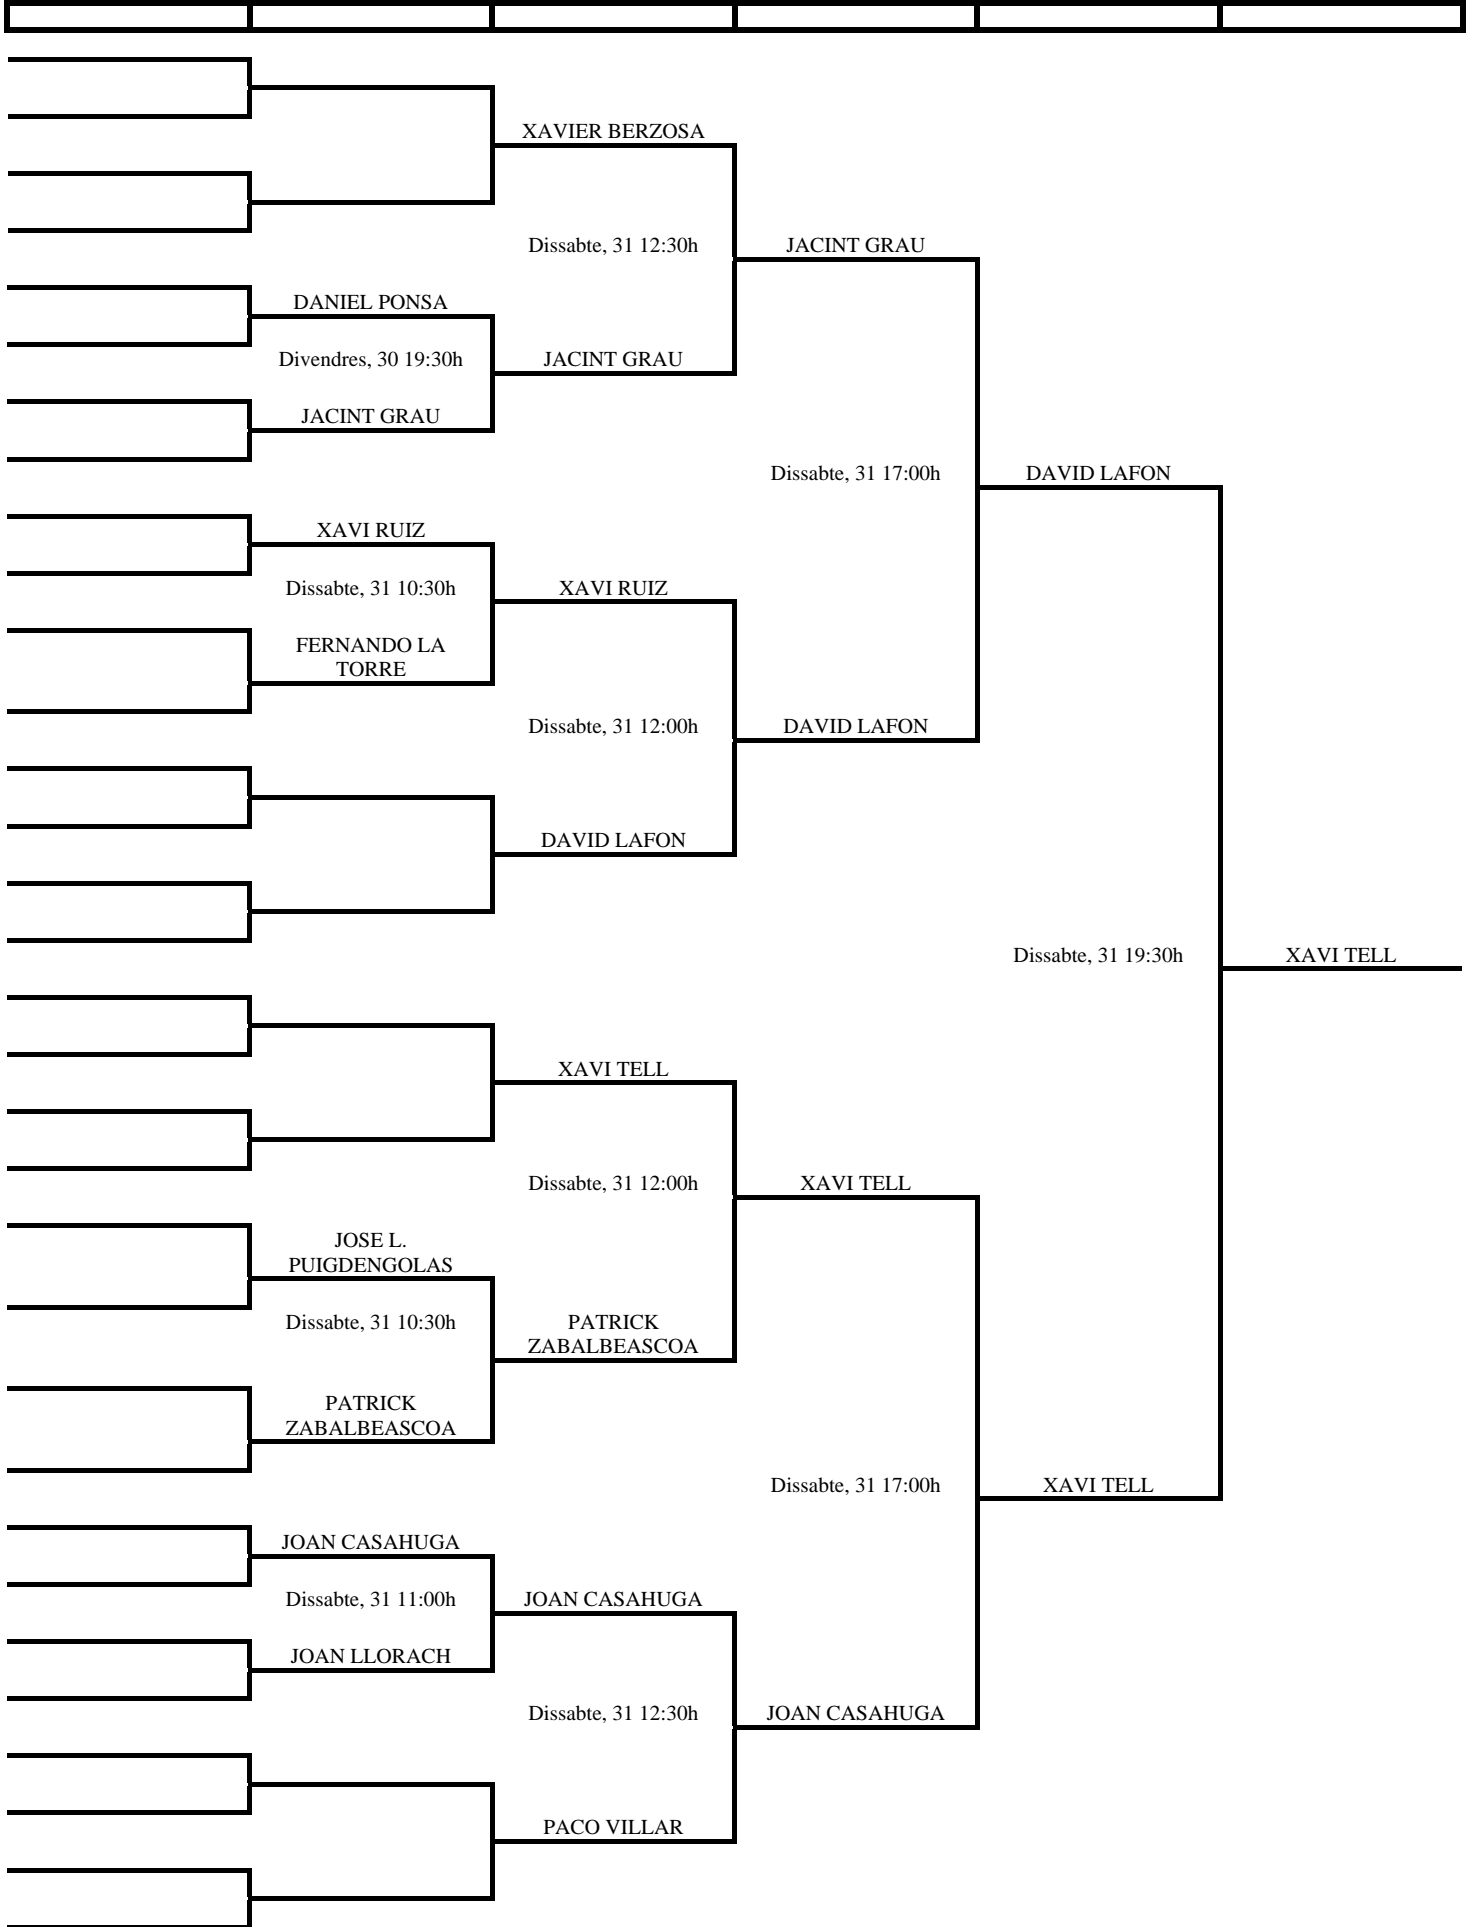 XAVIER BERZOSA
Dissabte, 31 12:30h
JACINT GRAU
DANIEL PONSA
Divendres, 30 19:30h
JACINT GRAU
JACINT GRAU
Dissabte, 31 17:00h
DAVID LAFON
XAVI RUIZ
Dissabte, 31 10:30h
XAVI RUIZ
FERNANDO LA
TORRE
Dissabte, 31 12:00h
DAVID LAFON
DAVID LAFON
Dissabte, 31 19:30h
XAVI TELL
XAVI TELL
Dissabte, 31 12:00h
XAVI TELL
JOSE L.
PUIGDENGOLAS
Dissabte, 31 10:30h
PATRICK
ZABALBEASCOA
PATRICK
ZABALBEASCOA
Dissabte, 31 17:00h
XAVI TELL
JOAN CASAHUGA
Dissabte, 31 11:00h
JOAN CASAHUGA
JOAN LLORACH
Dissabte, 31 12:30h
JOAN CASAHUGA
PACO VILLAR